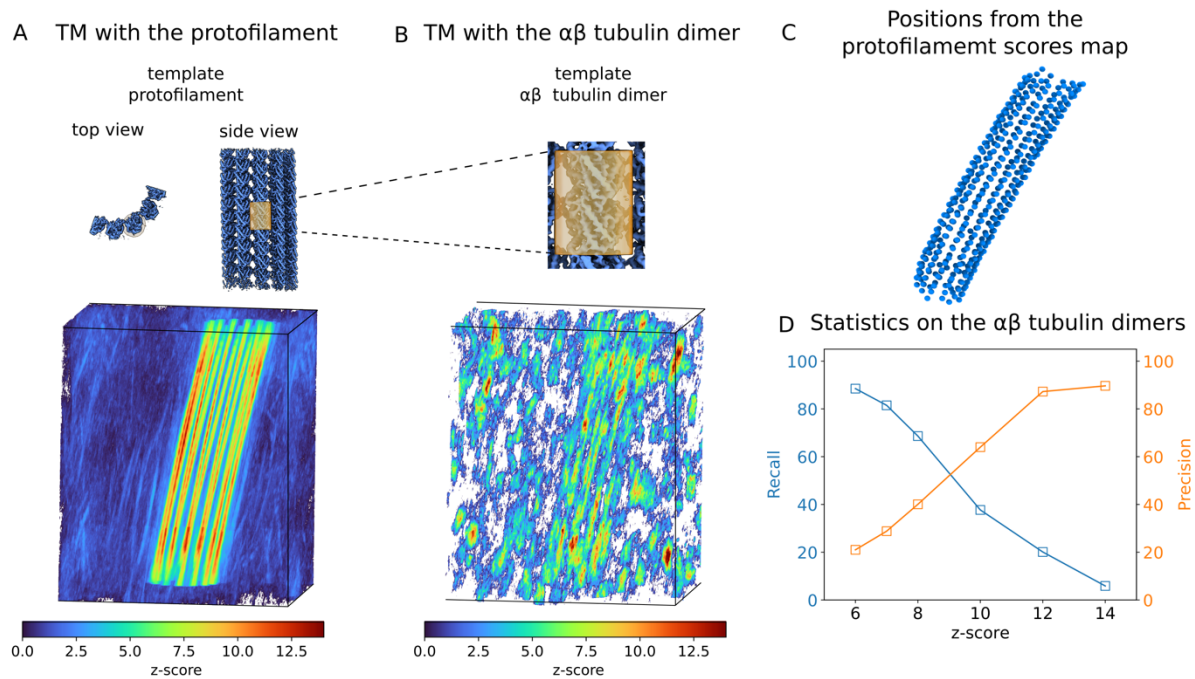 A TM with the protofilament
template
protofilament
top view side view
0.0 2.5 5.0 7.5 10.0 12.5
z-score
B TM with the αβ tubulin dimer
template
αβ tubulin dimer
0.0 2.5 5.0 7.5 10.0 12.5
z-score
C Positions from the
protofilamemt scores map
D Statistics on the αβ tubulin dimers
100 100
80 80
60 60
40 40
20 20
0 0
Recall
Precision
6 8 10 12 14
z-score